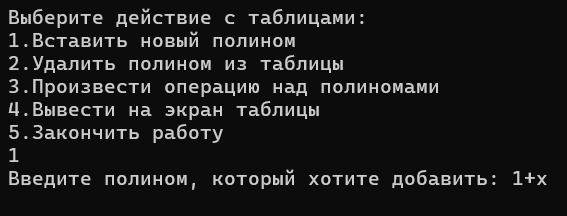 Выберите действие с таблицами:
1.Вставить новый полином
2.Удалить полином из таблицы
3.Произвести операцию над полиномами
4.Вывести на экран таблицы
5.Закончить работу
1
Введите полином, который хотите добавить: 1+x